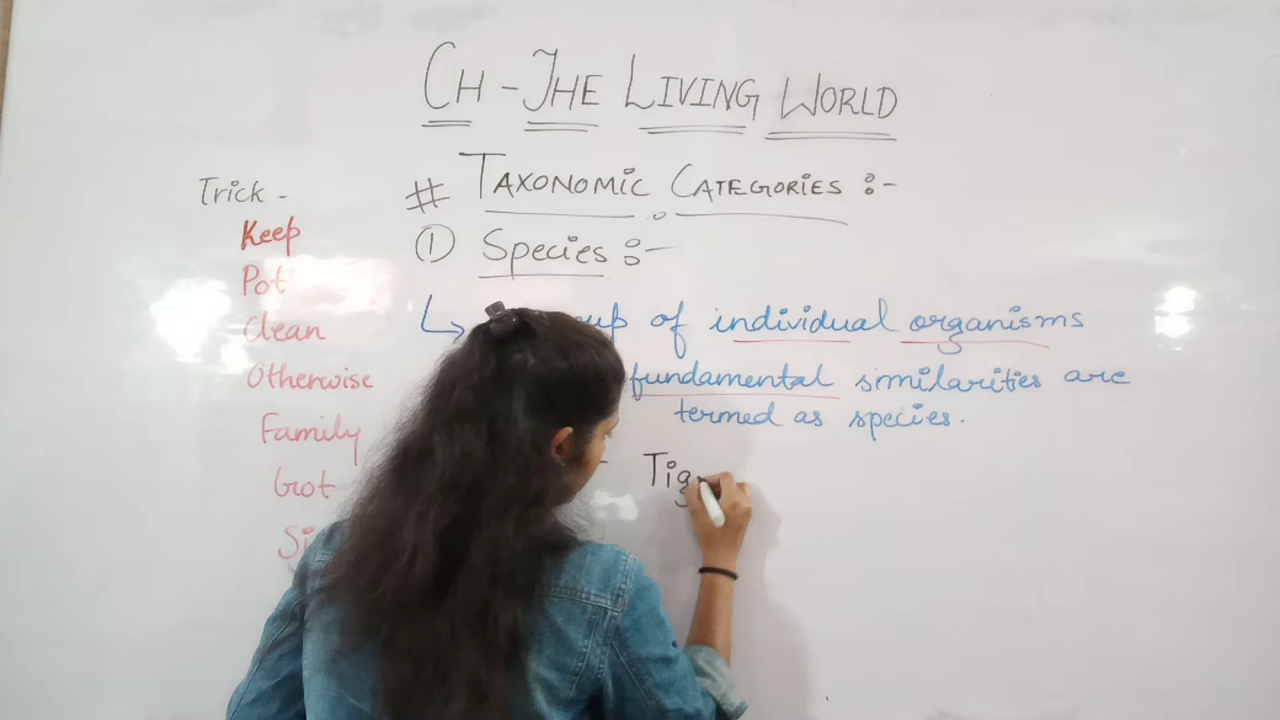 CH - THE LIVING WORLD
# TAXONOMIC CATEGORIES :-
Trick -
Keep
Pot
Clean
Otherwise
Family
Got
① Species :-
of individual organisms
fundamental similarities are
termed as species.
Tig